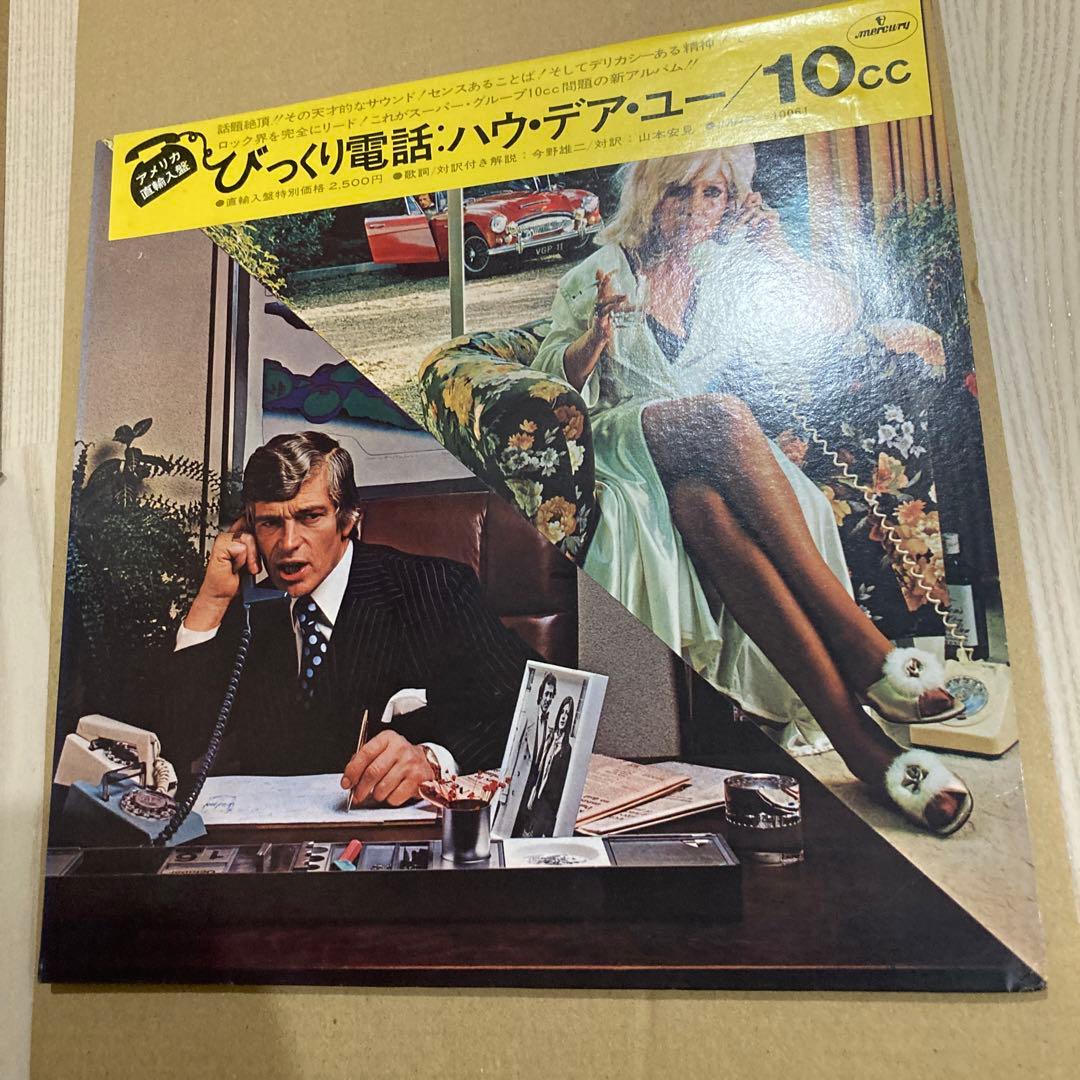 mercury
話題絶頂!!その天才的なサウンド!センスあることば!そしてデリカシーある精神!
ロック界を完全にリード!これがスーパー・グループ10cc問題の新アルバム!!
アメリカ
直輸入盤
びっくり電話:ハウ・デア・ユー/10cc
●直輸入盤特別価格 2,500円 ●歌詞/対訳付き解説:今野雄二/対訳:山本安見
10061
VGP 11
16